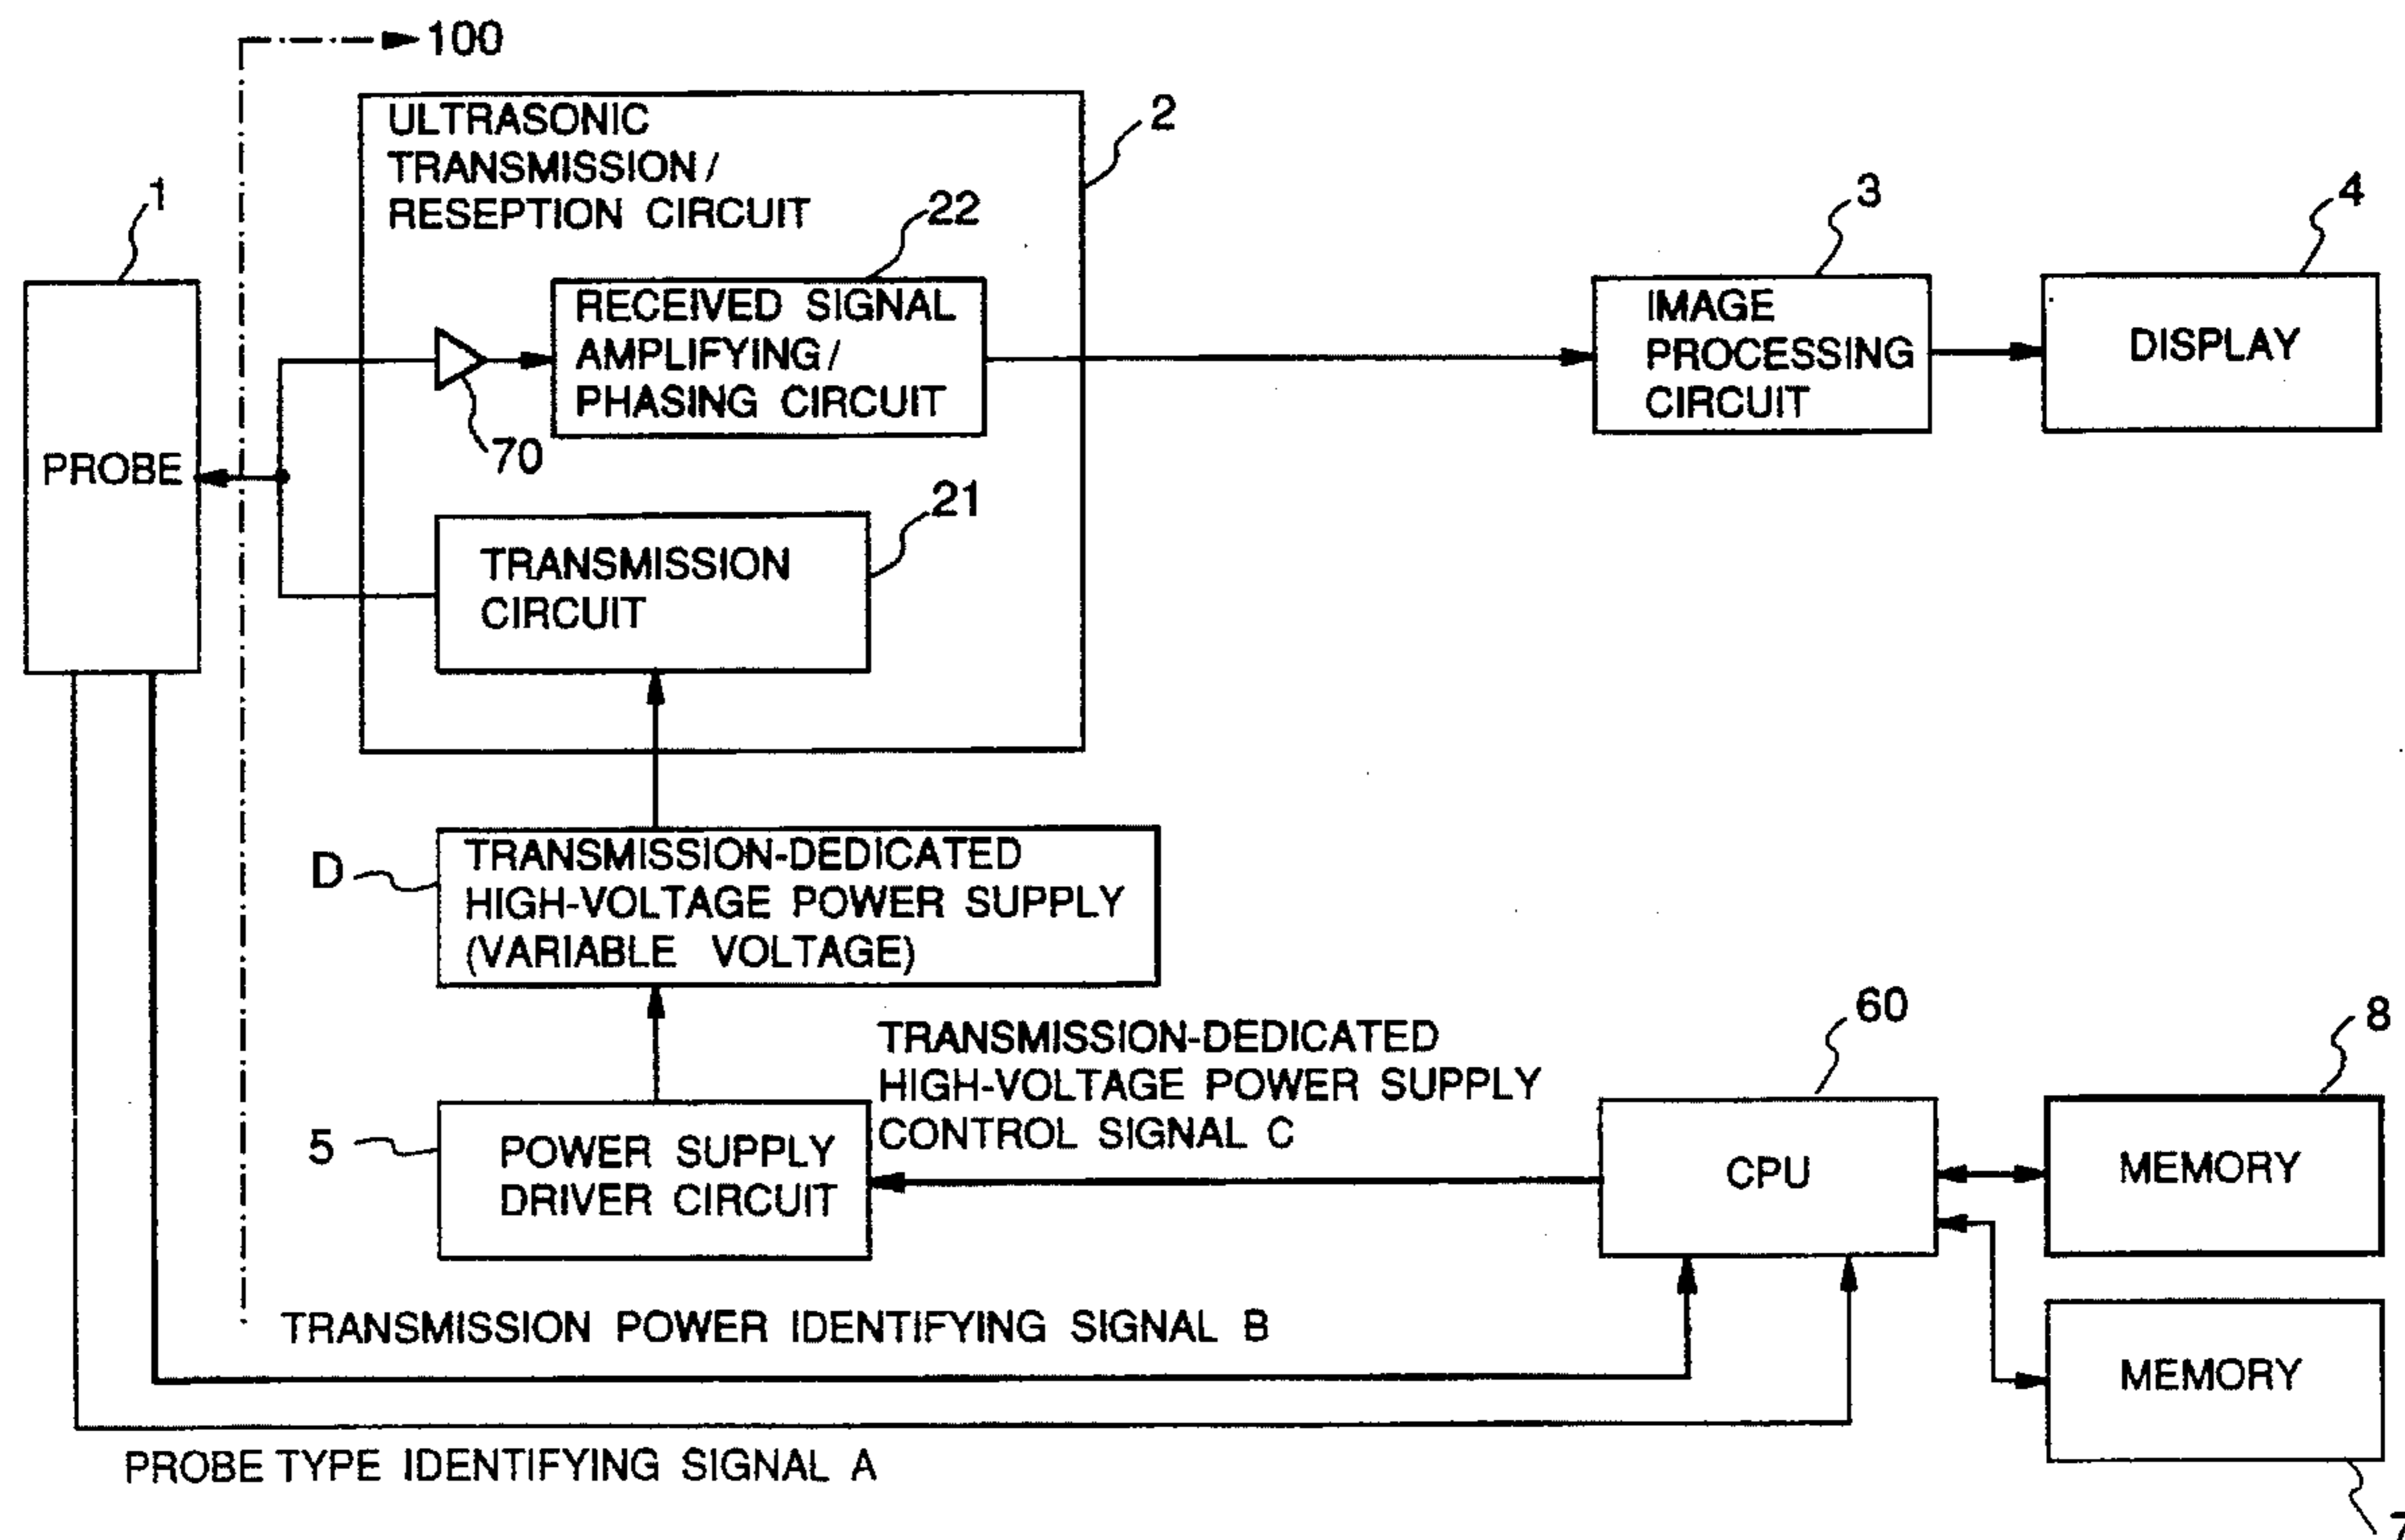 100
ULTRASONIC
TRANSMISSION/
RESEPTION CIRCUIT
2
1
22
3
4
RECEIVED SIGNAL
AMPLIFYING/
PHASING CIRCUIT
IMAGE
PROCESSING
CIRCUIT
DISPLAY
70
PROBE
21
TRANSMISSION
CIRCUIT
D
TRANSMISSION-DEDICATED
HIGH-VOLTAGE POWER SUPPLY
(VARIABLE VOLTAGE)
TRANSMISSION-DEDICATED
HIGH-VOLTAGE POWER SUPPLY
CONTROL SIGNAL C
60
8
5
POWER SUPPLY
DRIVER CIRCUIT
CPU
MEMORY
TRANSMISSION POWER IDENTIFYING SIGNAL B
MEMORY
PROBE TYPE IDENTIFYING SIGNAL A